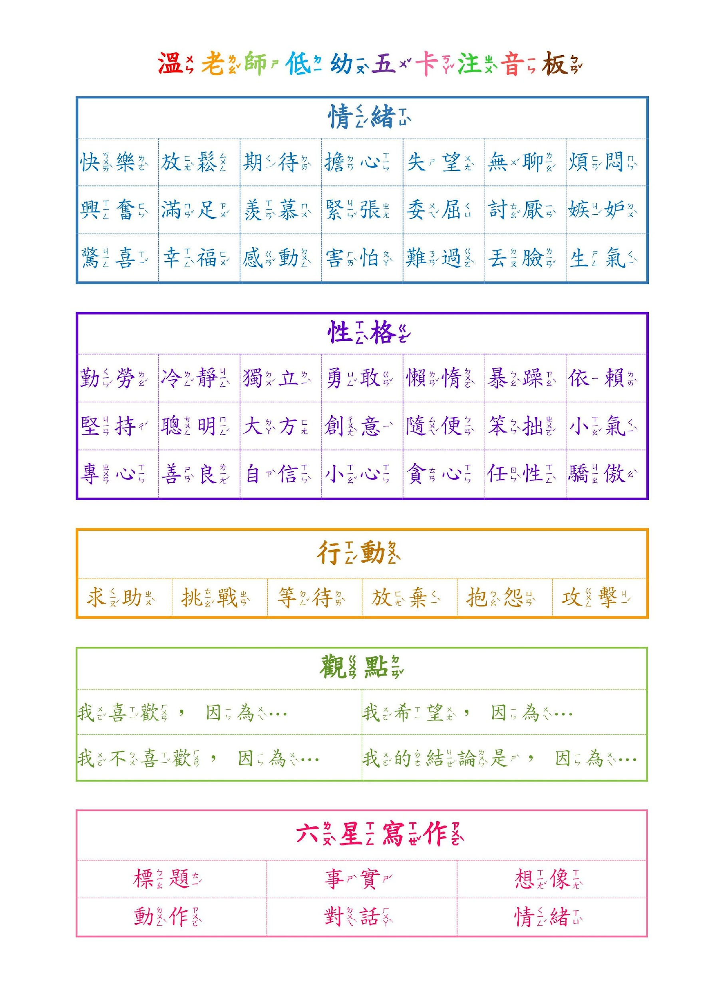 溫老師低幼五卡注音板
情緒
快樂 放鬆 期待 擔心 失望 無聊 煩悶
興奮 滿足 羨慕 緊張 委屈 討厭 嫉妒
驚喜 幸福 感動 害怕 難過 丟臉 生氣
性格
勤勞 冷靜 獨立 勇敢 懶惰 暴躁 依賴
堅持 聰明 大方 創意 隨便 笨拙 小氣
專心 善良 自信 小心 貪心 任性 驕傲
行動
求助 挑戰 等待 放棄 抱怨 攻擊
觀點
我喜歡，因為… 我希望，因為…
我不喜歡，因為… 我的結論是，因為…
六星寫作
標題 事實 想像
動作 對話 情緒